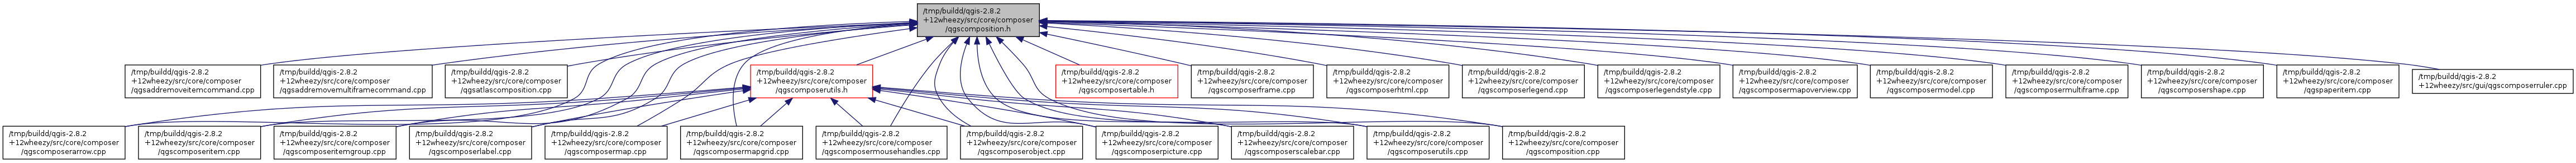 /tmp/buildd/qgis-2.8.2
+12wheezy/src/core/composer
/qgscomposition.h
/tmp/buildd/qgis-2.8.2
+12wheezy/src/core/composer
/qgsaddremoveitemcommand.cpp
/tmp/buildd/qgis-2.8.2
+12wheezy/src/core/composer
/qgsaddremovemultiframecommand.cpp
/tmp/buildd/qgis-2.8.2
+12wheezy/src/core/composer
/qgsatlascomposition.cpp
/tmp/buildd/qgis-2.8.2
+12wheezy/src/core/composer
/qgscomposerutils.h
/tmp/buildd/qgis-2.8.2
+12wheezy/src/core/composer
/qgscomposertable.h
/tmp/buildd/qgis-2.8.2
+12wheezy/src/core/composer
/qgscomposerframe.cpp
/tmp/buildd/qgis-2.8.2
+12wheezy/src/core/composer
/qgscomposerhtml.cpp
/tmp/buildd/qgis-2.8.2
+12wheezy/src/core/composer
/qgscomposerlegend.cpp
/tmp/buildd/qgis-2.8.2
+12wheezy/src/core/composer
/qgscomposerlegendstyle.cpp
/tmp/buildd/qgis-2.8.2
+12wheezy/src/core/composer
/qgscomposermapoverview.cpp
/tmp/buildd/qgis-2.8.2
+12wheezy/src/core/composer
/qgscomposermodel.cpp
/tmp/buildd/qgis-2.8.2
+12wheezy/src/core/composer
/qgscomposermultiframe.cpp
/tmp/buildd/qgis-2.8.2
+12wheezy/src/core/composer
/qgscomposershape.cpp
/tmp/buildd/qgis-2.8.2
+12wheezy/src/core/composer
/qgspaperitem.cpp
/tmp/buildd/qgis-2.8.2
+12wheezy/src/gui/qgscomposerruler.cpp
/tmp/buildd/qgis-2.8.2
+12wheezy/src/core/composer
/qgscomposerarrow.cpp
/tmp/buildd/qgis-2.8.2
+12wheezy/src/core/composer
/qgscomposeritem.cpp
/tmp/buildd/qgis-2.8.2
+12wheezy/src/core/composer
/qgscomposeritemgroup.cpp
/tmp/buildd/qgis-2.8.2
+12wheezy/src/core/composer
/qgscomposerlabel.cpp
/tmp/buildd/qgis-2.8.2
+12wheezy/src/core/composer
/qgscomposermap.cpp
/tmp/buildd/qgis-2.8.2
+12wheezy/src/core/composer
/qgscomposermapgrid.cpp
/tmp/buildd/qgis-2.8.2
+12wheezy/src/core/composer
/qgscomposermousehandles.cpp
/tmp/buildd/qgis-2.8.2
+12wheezy/src/core/composer
/qgscomposerobject.cpp
/tmp/buildd/qgis-2.8.2
+12wheezy/src/core/composer
/qgscomposerpicture.cpp
/tmp/buildd/qgis-2.8.2
+12wheezy/src/core/composer
/qgscomposerscalebar.cpp
/tmp/buildd/qgis-2.8.2
+12wheezy/src/core/composer
/qgscomposerutils.cpp
/tmp/buildd/qgis-2.8.2
+12wheezy/src/core/composer
/qgscomposition.cpp